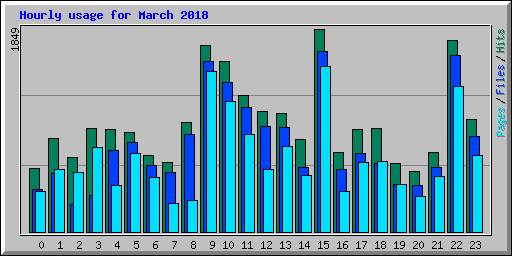 Hourly usage for March 2018
1849
Pages/Files/Hits
0 1 2 3 4 5 6 7 8 9 10 11 12 13 14 15 16 17 18 19 20 21 22 23